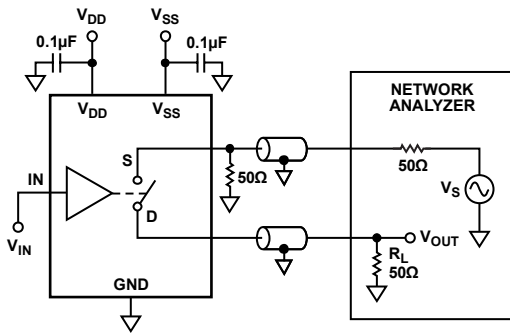 VDD
VSS
0.1µF
0.1µF
VDD
VSS
NETWORK
ANALYZER
S
50Ω
50Ω
IN
VS
D
VIN
VOUT
RL
50Ω
GND